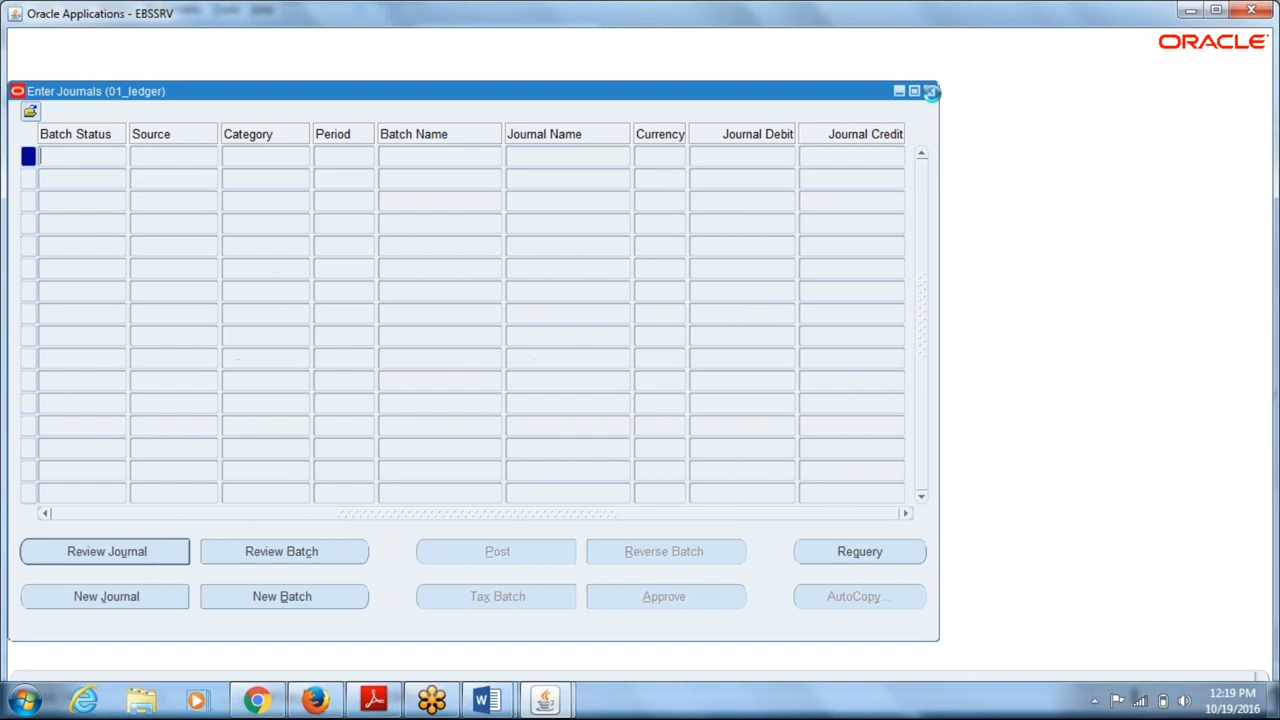 Oracle Applications - EBSSRV
ORACLE
Enter Journals (01_ledger)
Batch Status Source Category Period Batch Name Journal Name Currency Journal Debit Journal Credit
Review Journal Review Batch Post Reverse Batch Requery
New Journal New Batch Tax Batch Approve AutoCopy...
12:19 PM
10/19/2016